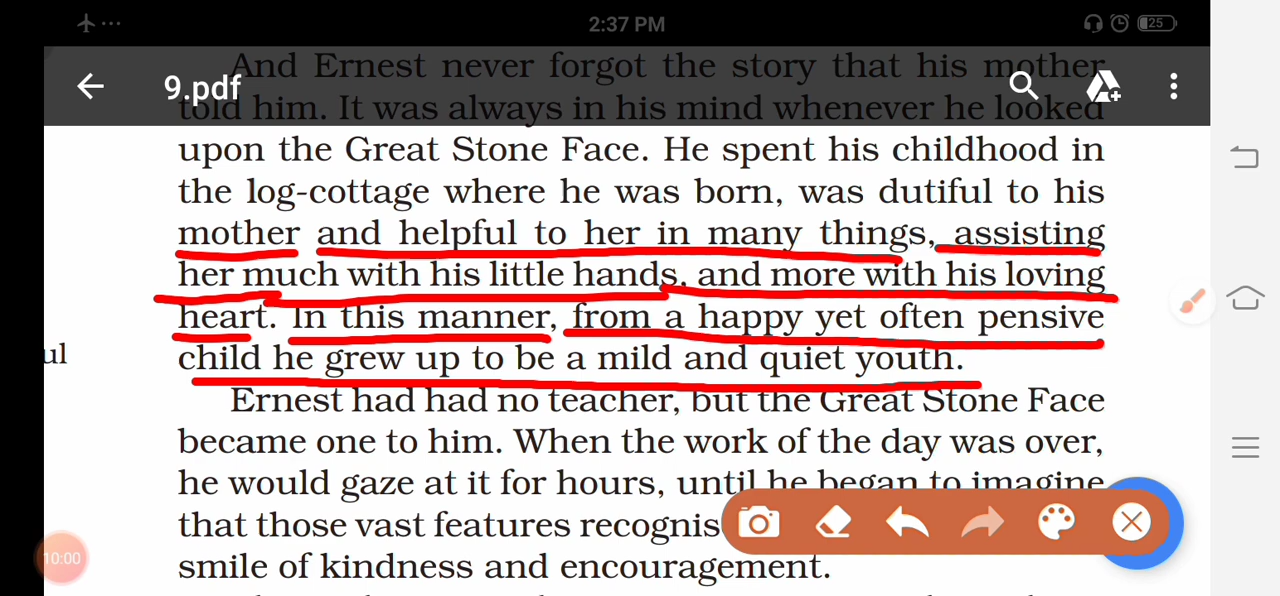 2:37 PM
25
9.pdf
And Ernest never forgot the story that his mother
told him. It was always in his mind whenever he looked
upon the Great Stone Face. He spent his childhood in
the log-cottage where he was born, was dutiful to his
mother and helpful to her in many things, assisting
her much with his little hands, and more with his loving
heart. In this manner, from a happy yet often pensive
ul
child he grew up to be a mild and quiet youth.
Ernest had had no teacher, but the Great Stone Face
became one to him. When the work of the day was over,
he would gaze at it for hours, until he began to imagine
that those vast features recognis
10:00
smile of kindness and encouragement.